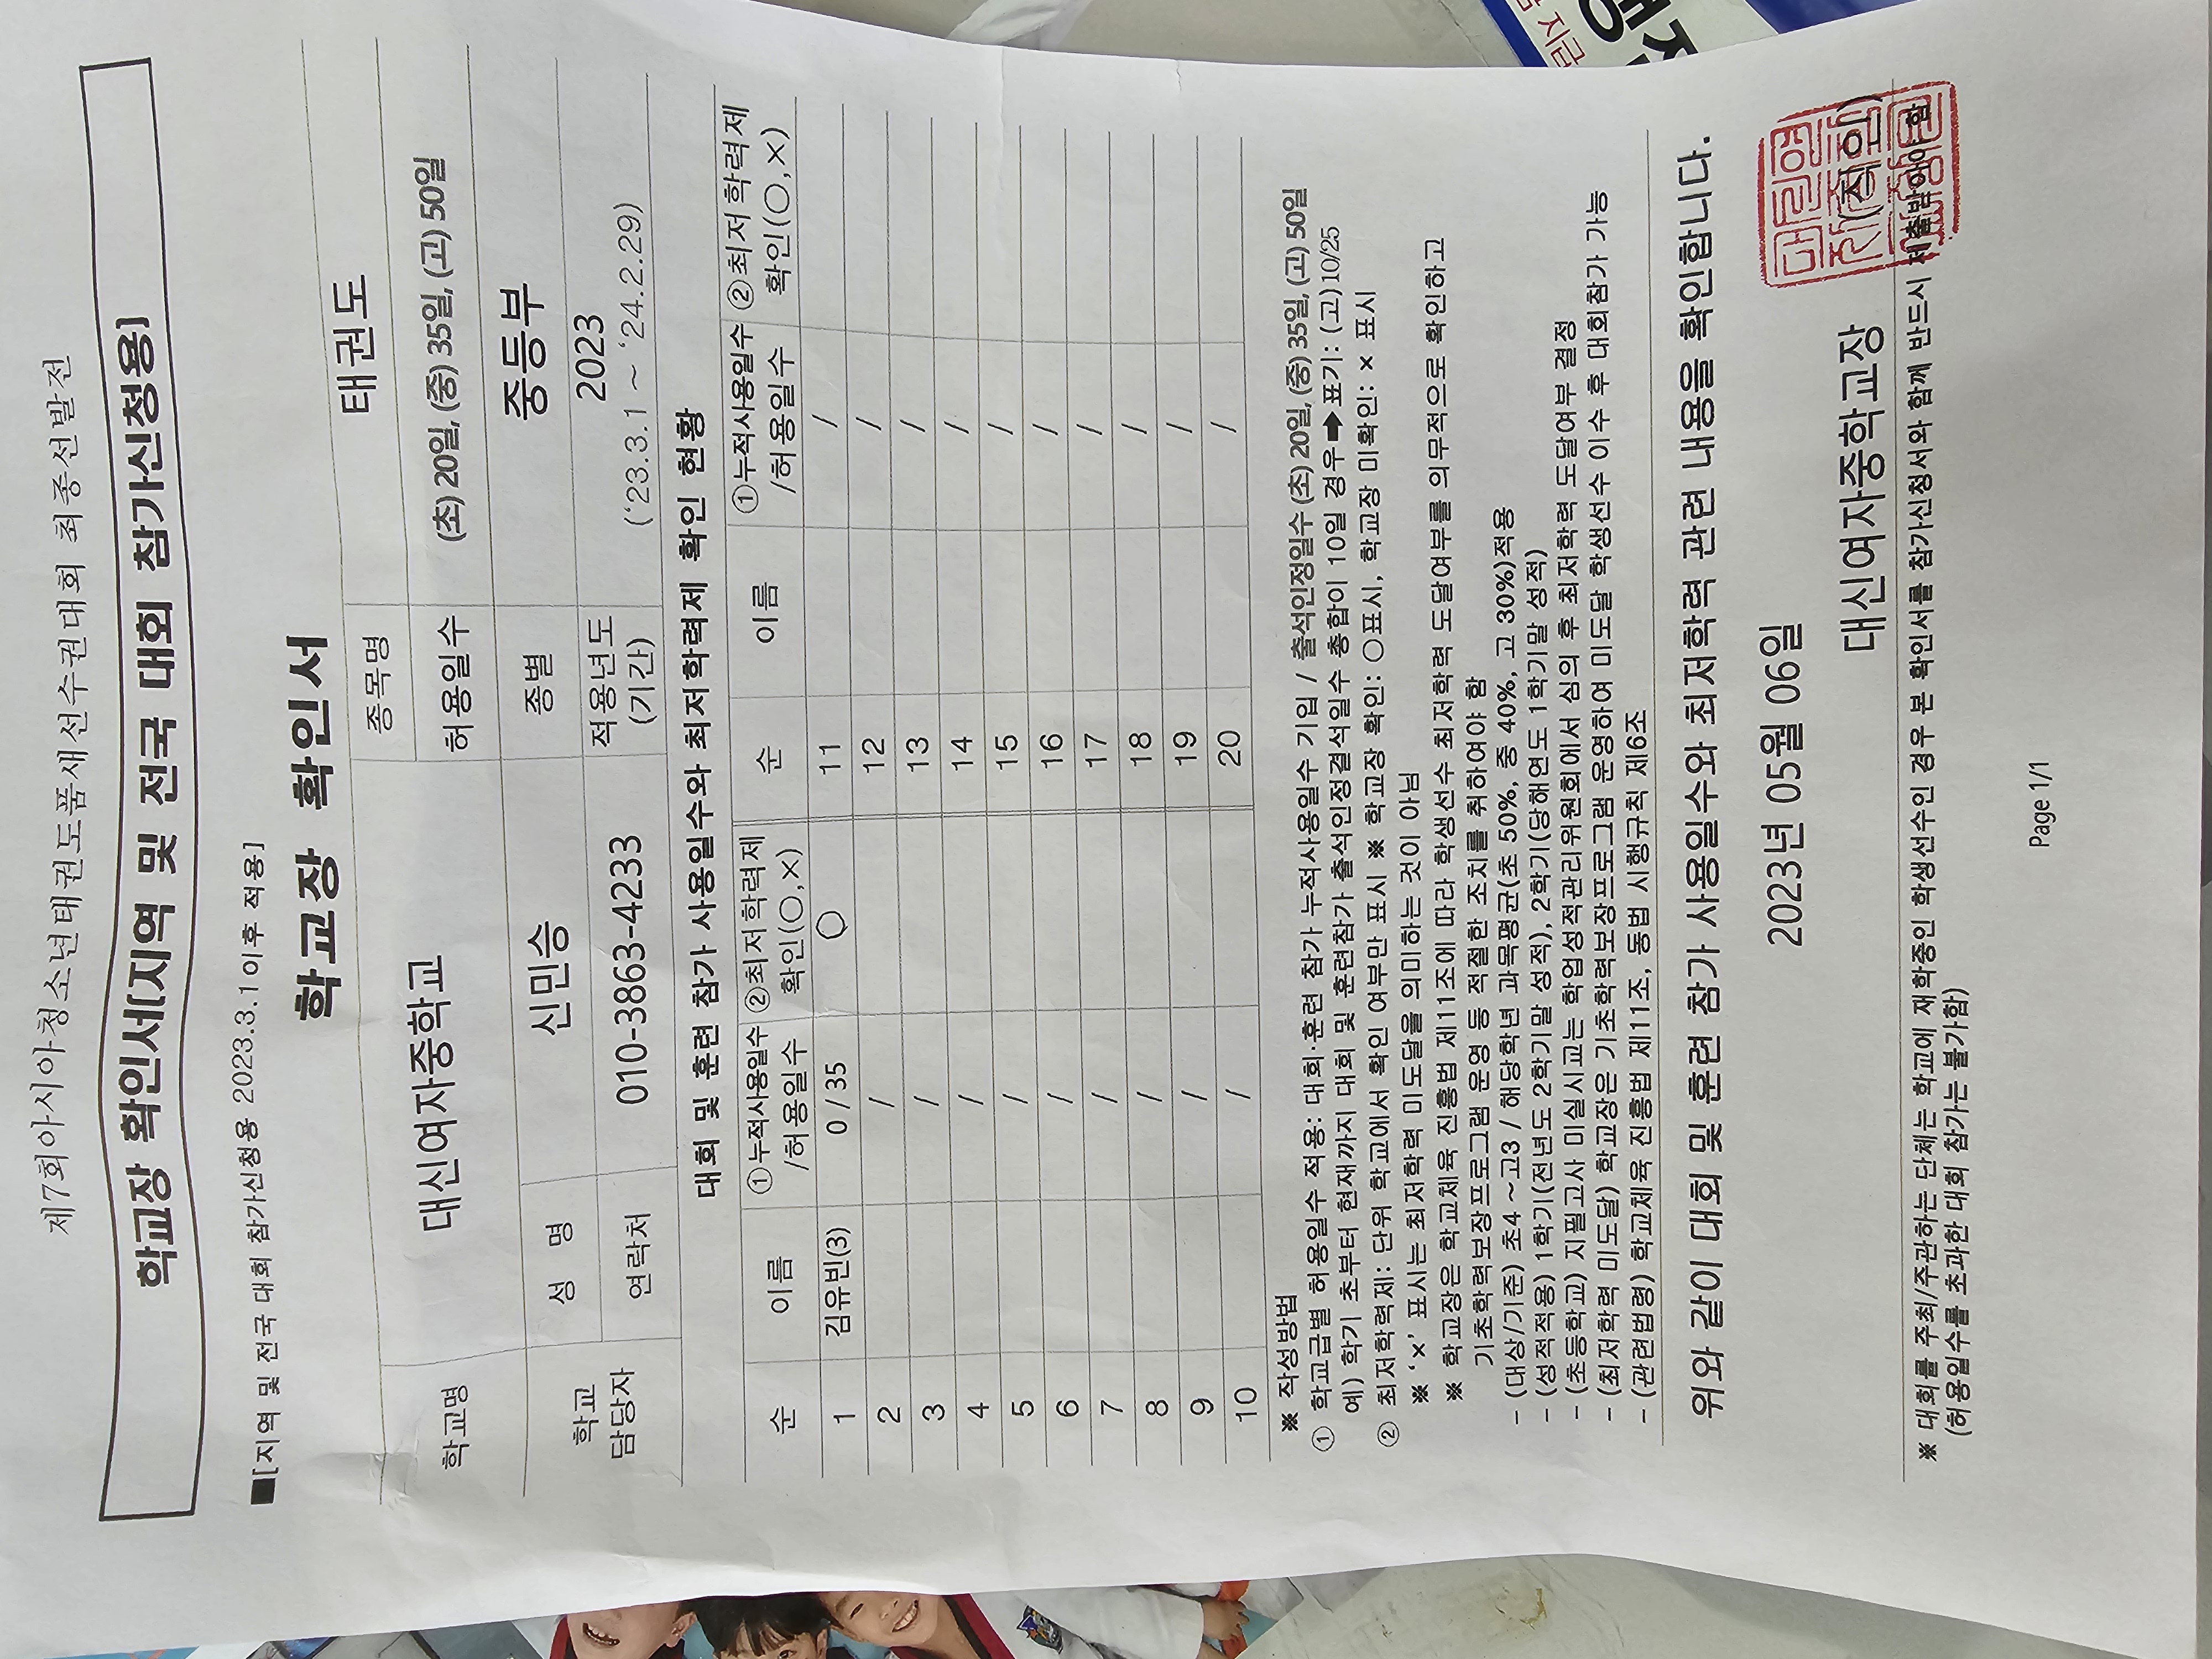 제7회아시아청소년태권도품새선수권대회 최종선발전
학교장 확인서[지역 및 전국 대회 참가신청용]
■[지역 및 전국 대회 참가신청용 2023.3.1이후 적용]
학교장 확인서
학교명 대신여자중학교 종목명 태권도
허용일수 (초) 20일, (중) 35일, (고) 50일
학교 담당자 성 명 신민승 종별 중등부
연락처 010-3863-4233 적용년도 (기간) 2023 ('23.3.1 ~ '24.2.29)
대회 및 훈련 참가 사용일수와 최저학력제 확인 현황
순 이름 ①누적사용일수 /허용일수 ②최저학력제 확인(○,×) 순 이름 ①누적사용일수 /허용일수 ②최저학력제 확인(○,×)
1 김유빈(3) 0 / 35 ○ 11 /
2 / 12 /
3 / 13 /
4 / 14 /
5 / 15 /
6 / 16 /
7 / 17 /
8 / 18 /
9 / 19 /
10 / 20 /
※ 작성방법
① 학교급별 허용일수 적용: 대회·훈련 참가 누적사용일수 기입 / 출석인정일수 (초) 20일, (중) 35일, (고) 50일
예) 학기 초부터 현재까지 대회 및 훈련참가 출석인정결석일수 총합이 10일 경우➡표기: (고) 10/25
② 최저학력제: 단위 학교에서 확인 여부만 표시 ※ 학교장 확인: ○표시, 학교장 미확인: × 표시
※ '×' 표시는 최저학력 미도달을 의미하는 것이 아님
※ 학교장은 학교체육 진흥법 제11조에 따라 학생선수 최저학력 도달여부를 의무적으로 확인하고
기초학력보장프로그램 운영 등 적절한 조치를 취하여야 함
- (대상/기준) 초4 ~ 고3 / 해당학년 과목평균(초 50%, 중 40%, 고 30%)적용
- (성적적용) 1학기(전년도 2학기말 성적), 2학기(당해연도 1학기말 성적)
- (초등학교) 지필고사 미실시교는 학업성적관리위원회에서 심의 후 최저학력 도달여부 결정
- (최저학력 미도달) 학교장은 기초학력보장프로그램 운영하여 미도달 학생선수 이수 후 대회참가 가능
- (관련법령) 학교체육 진흥법 제11조, 동법 시행규칙 제6조
위와 같이 대회 및 훈련 참가 사용일수와 최저학력 관련 내용을 확인합니다.
2023년 05월 06일
대신여자중학교장 (직인)
※ 대회를 주최/주관하는 단체는 학교에 재학중인 학생선수인 경우 본 확인서를 참가신청서와 함께 반드시 제출받아야 함
(허용일수를 초과한 대회 참가는 불가함)
Page 1/1